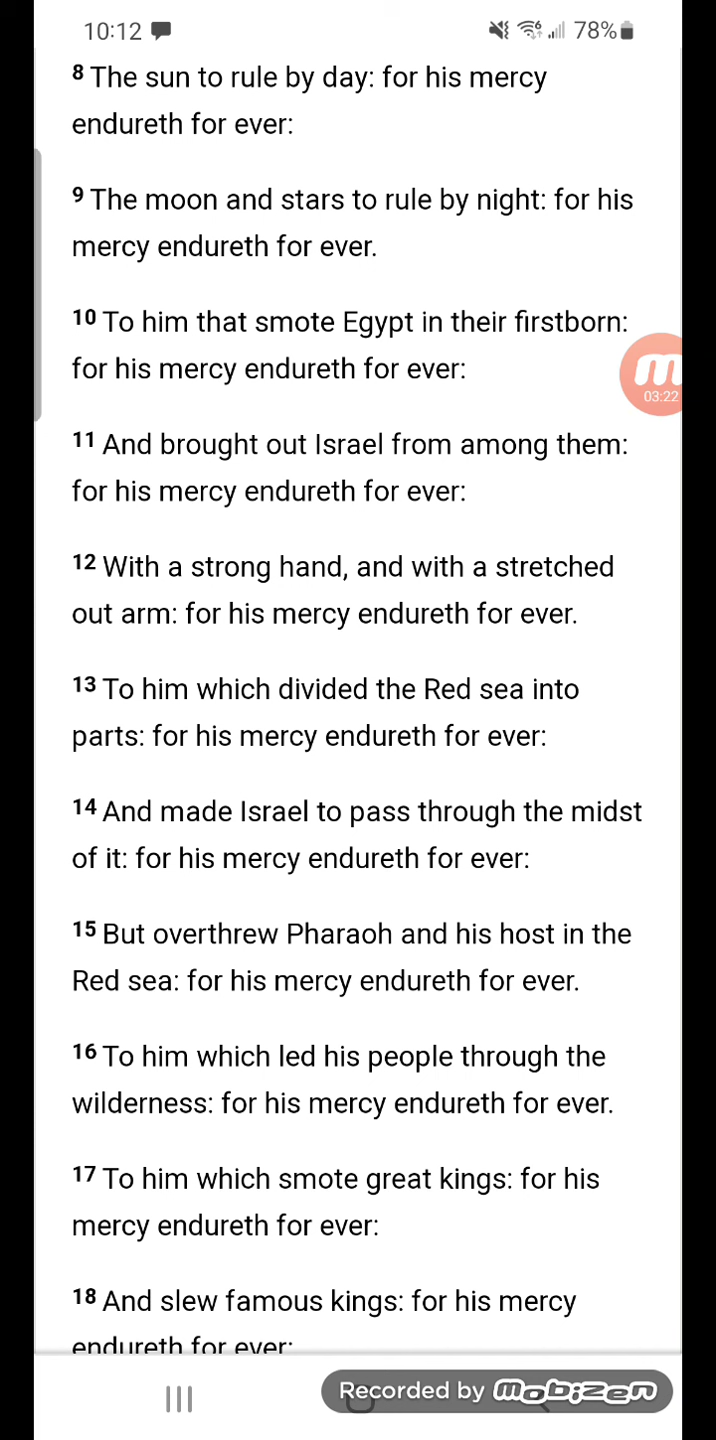 10:12
78%
8 The sun to rule by day: for his mercy
endureth for ever:
9 The moon and stars to rule by night: for his
mercy endureth for ever.
10 To him that smote Egypt in their firstborn:
for his mercy endureth for ever:
m
03:22
11 And brought out Israel from among them:
for his mercy endureth for ever:
12 With a strong hand, and with a stretched
out arm: for his mercy endureth for ever.
13 To him which divided the Red sea into
parts: for his mercy endureth for ever:
14 And made Israel to pass through the midst
of it: for his mercy endureth for ever:
15 But overthrew Pharaoh and his host in the
Red sea: for his mercy endureth for ever.
16 To him which led his people through the
wilderness: for his mercy endureth for ever.
17 To him which smote great kings: for his
mercy endureth for ever:
18 And slew famous kings: for his mercy
endureth for ever:
Recorded by mobizen